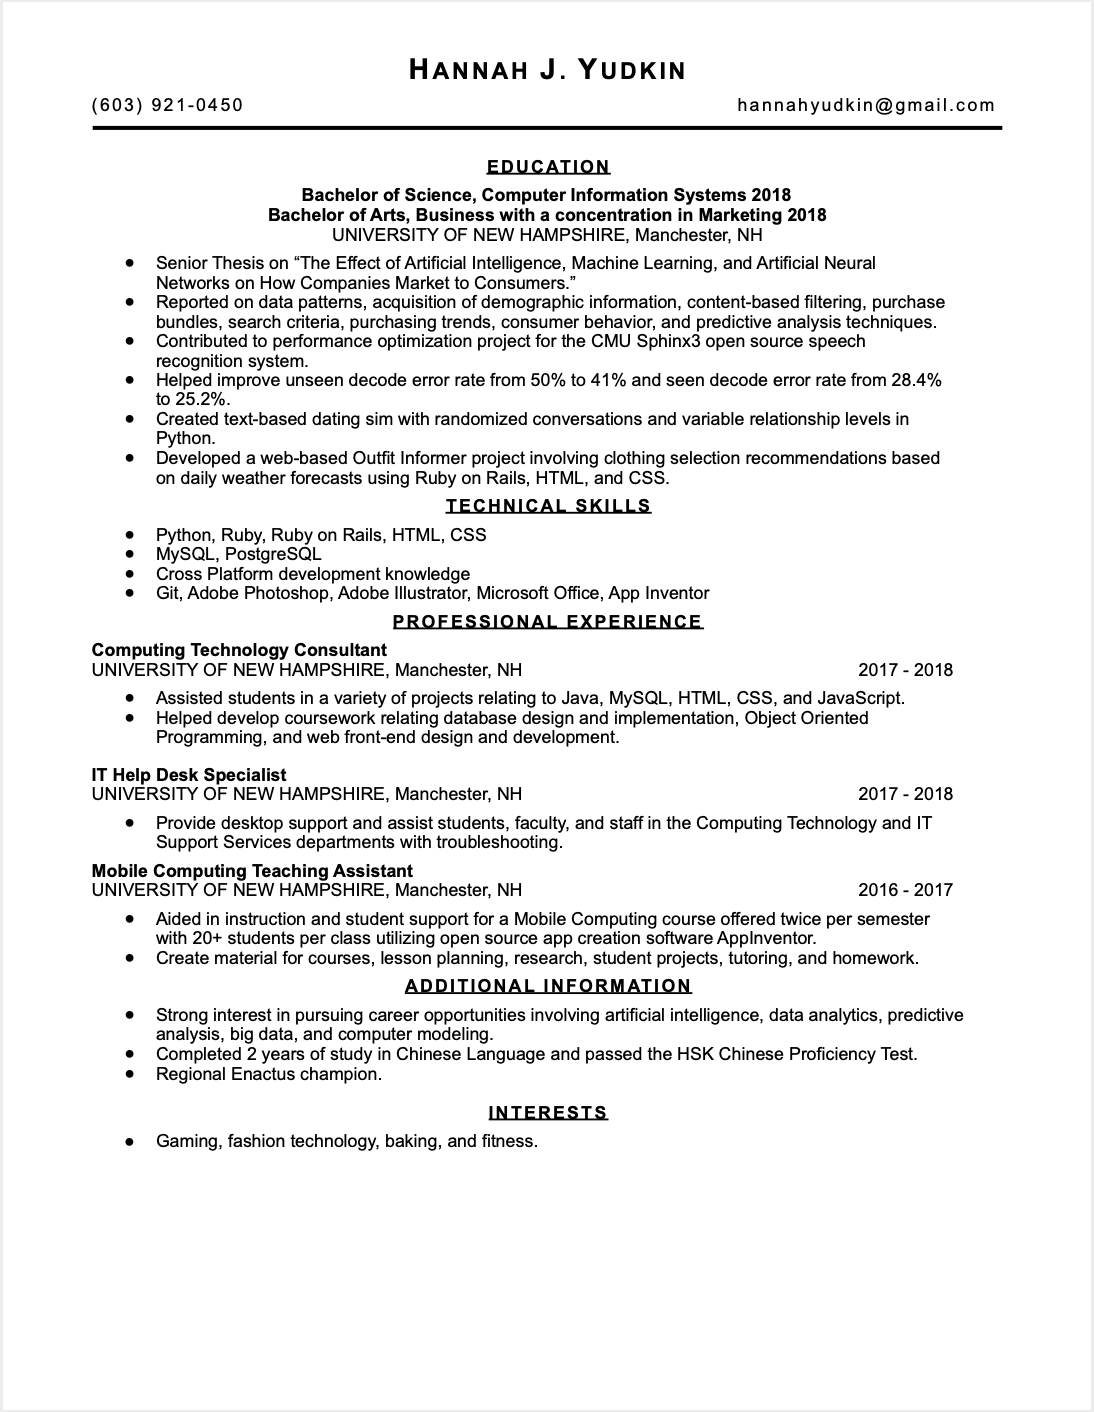 HANNAH J. YUDKIN
(603) 921-0450 hannahyudkin@gmail.com
EDUCATION
Bachelor of Science, Computer Information Systems 2018
Bachelor of Arts, Business with a concentration in Marketing 2018
UNIVERSITY OF NEW HAMPSHIRE, Manchester, NH
● Senior Thesis on “The Effect of Artificial Intelligence, Machine Learning, and Artificial Neural
Networks on How Companies Market to Consumers.”
● Reported on data patterns, acquisition of demographic information, content-based filtering, purchase
bundles, search criteria, purchasing trends, consumer behavior, and predictive analysis techniques.
● Contributed to performance optimization project for the CMU Sphinx3 open source speech
recognition system.
● Helped improve unseen decode error rate from 50% to 41% and seen decode error rate from 28.4%
to 25.2%.
● Created text-based dating sim with randomized conversations and variable relationship levels in
Python.
● Developed a web-based Outfit Informer project involving clothing selection recommendations based
on daily weather forecasts using Ruby on Rails, HTML, and CSS.
TECHNICAL SKILLS
● Python, Ruby, Ruby on Rails, HTML, CSS
● MySQL, PostgreSQL
● Cross Platform development knowledge
● Git, Adobe Photoshop, Adobe Illustrator, Microsoft Office, App Inventor
PROFESSIONAL EXPERIENCE
Computing Technology Consultant
UNIVERSITY OF NEW HAMPSHIRE, Manchester, NH 2017 - 2018
● Assisted students in a variety of projects relating to Java, MySQL, HTML, CSS, and JavaScript.
● Helped develop coursework relating database design and implementation, Object Oriented
Programming, and web front-end design and development.
IT Help Desk Specialist
UNIVERSITY OF NEW HAMPSHIRE, Manchester, NH 2017 - 2018
● Provide desktop support and assist students, faculty, and staff in the Computing Technology and IT
Support Services departments with troubleshooting.
Mobile Computing Teaching Assistant
UNIVERSITY OF NEW HAMPSHIRE, Manchester, NH 2016 - 2017
● Aided in instruction and student support for a Mobile Computing course offered twice per semester
with 20+ students per class utilizing open source app creation software AppInventor.
● Create material for courses, lesson planning, research, student projects, tutoring, and homework.
ADDITIONAL INFORMATION
● Strong interest in pursuing career opportunities involving artificial intelligence, data analytics, predictive
analysis, big data, and computer modeling.
● Completed 2 years of study in Chinese Language and passed the HSK Chinese Proficiency Test.
● Regional Enactus champion.
INTERESTS
● Gaming, fashion technology, baking, and fitness.